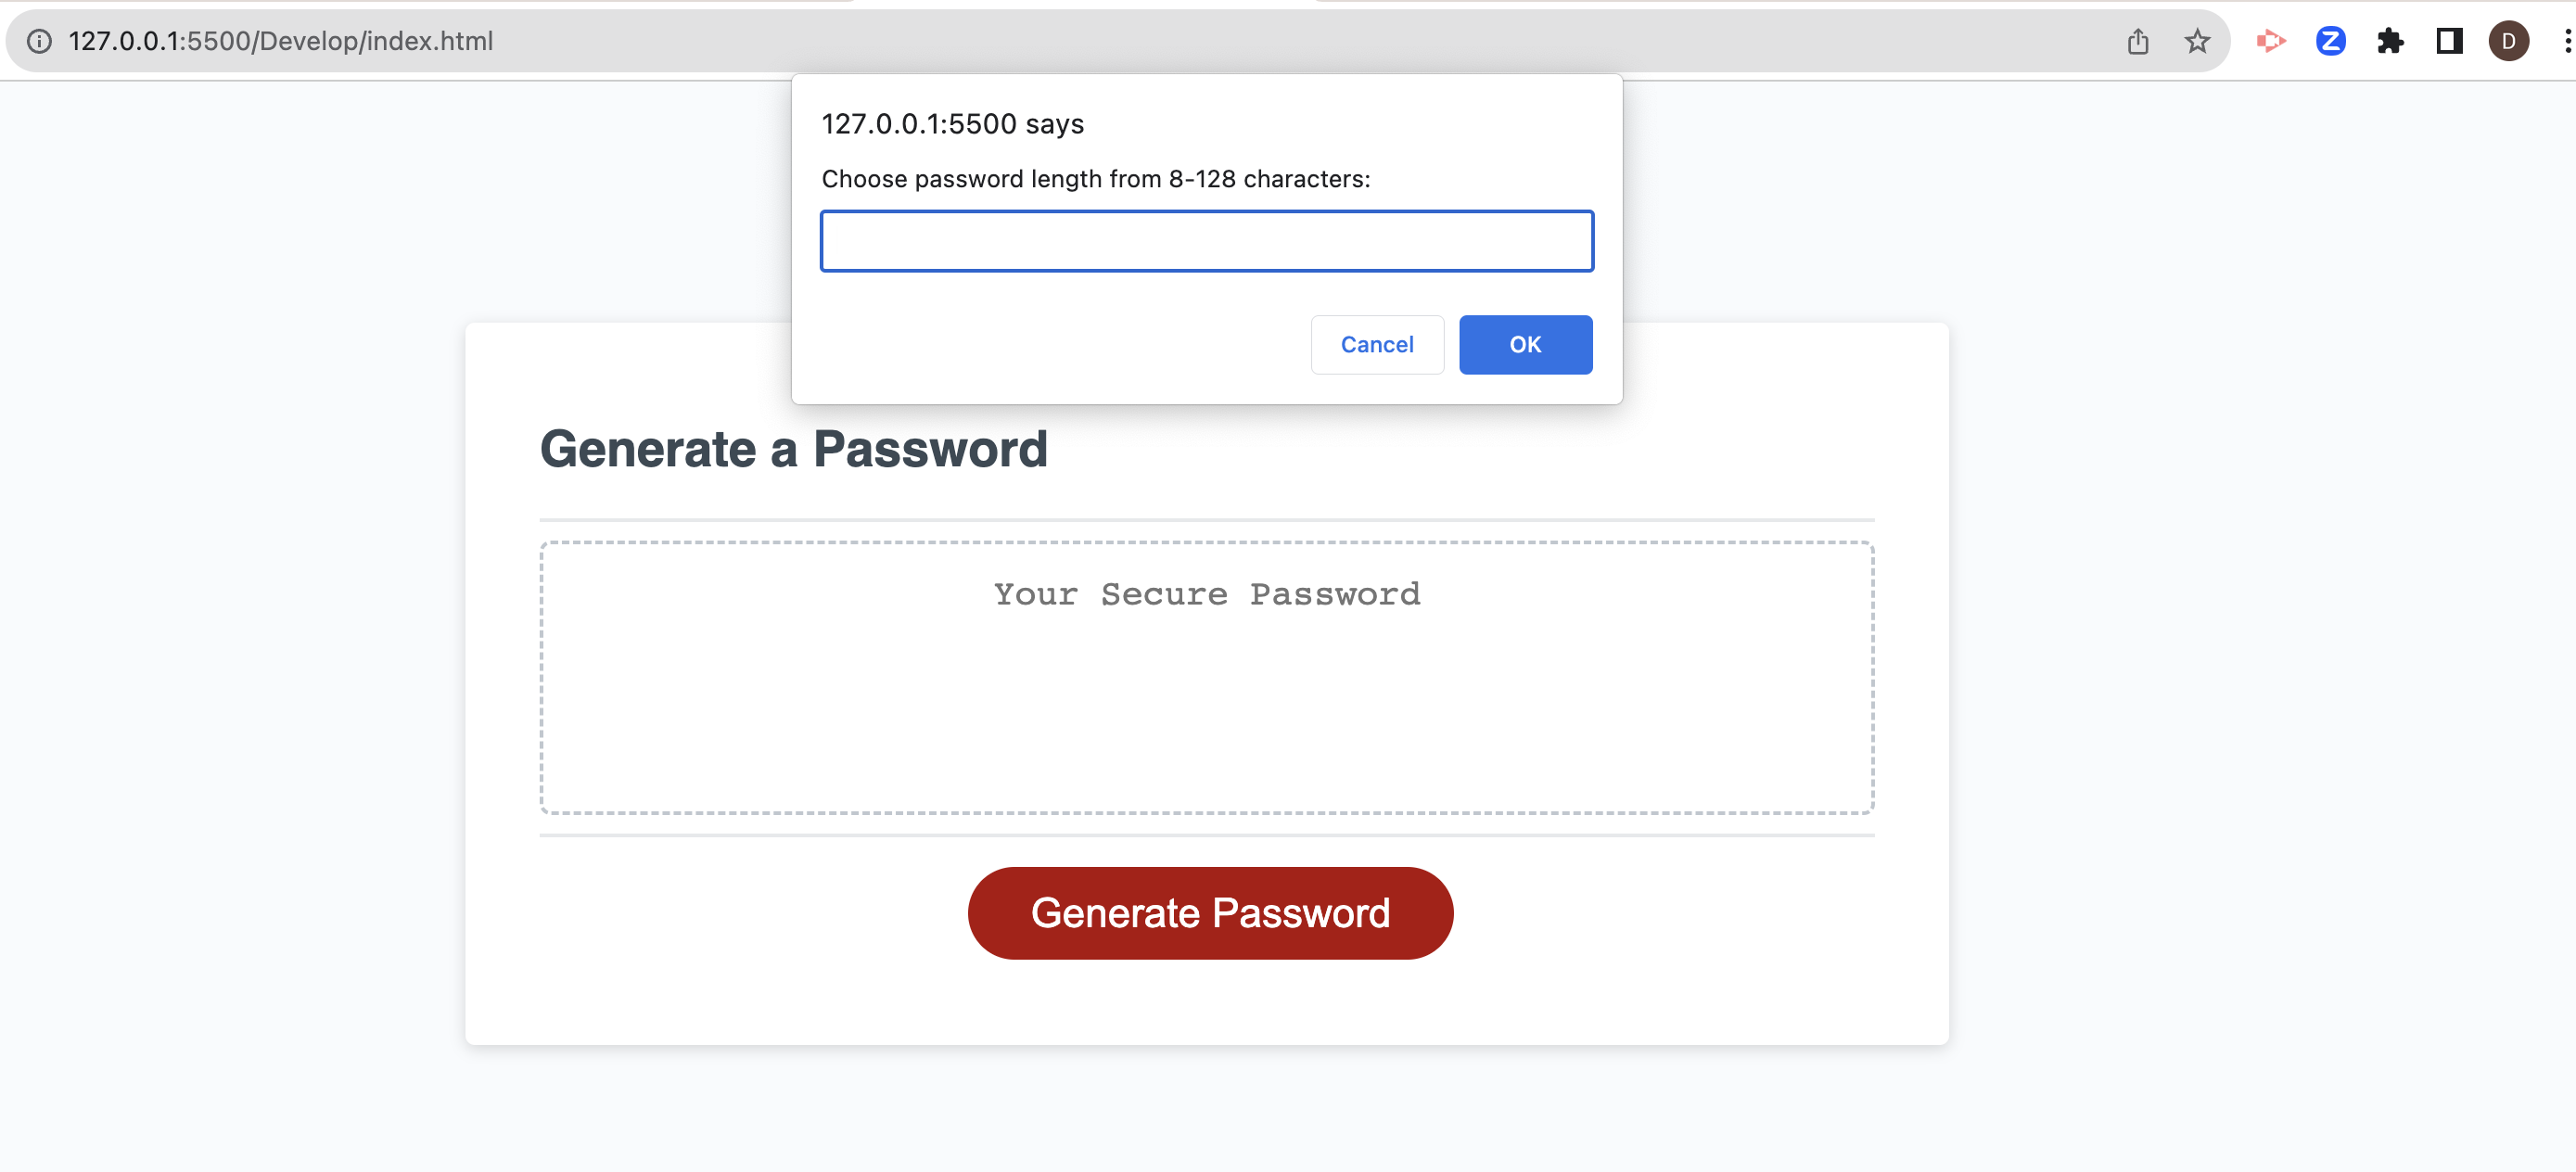 127.0.0.1:5500/Develop/index.html
Z
D
127.0.0.1:5500 says
Choose password length from 8-128 characters:
Cancel
OK
Generate a Password
Your Secure Password
Generate Password